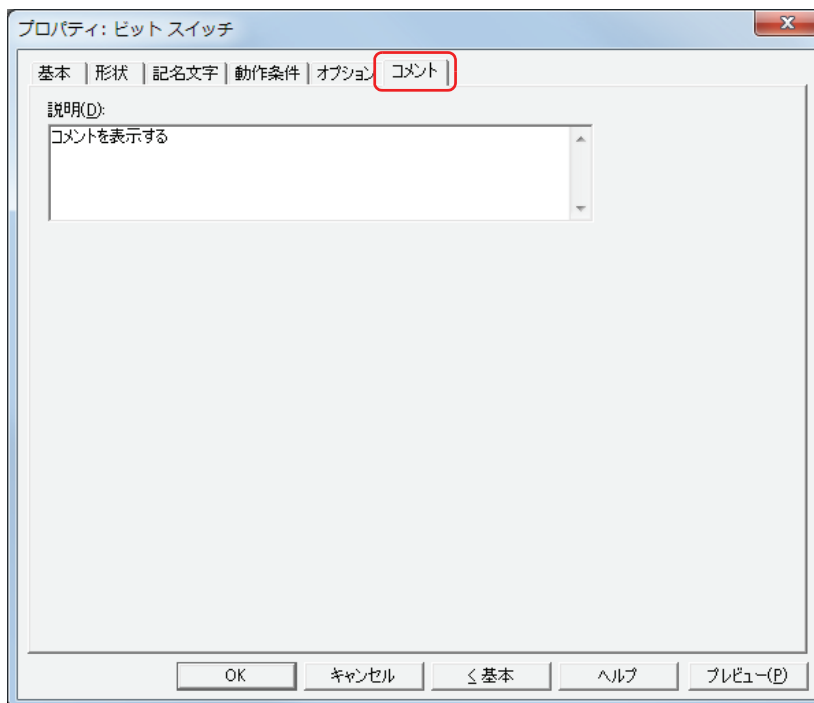 プロパティ: ビット スイッチ
基本 形状 記名文字 動作条件 オプション コメント
説明(D):
コメントを表示する
OK キャンセル ≤ 基本 ヘルプ プレビュー(P)